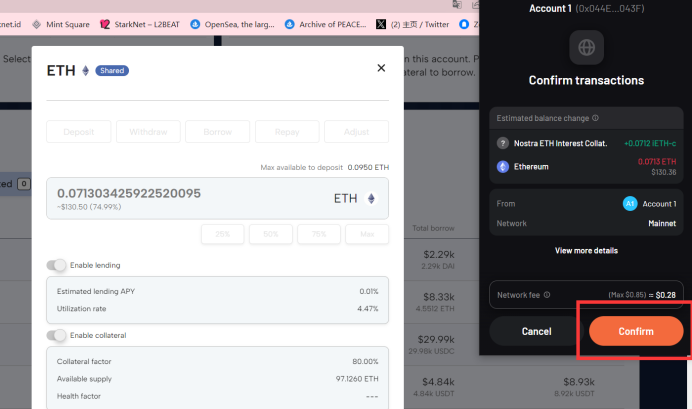 knet.id
Mint Square
StarkNet – L2BEAT
OpenSea, the larg...
Archive of PEACE...
(2) 主页 / Twitter
Select
ETH Shared
Deposit
Withdraw
Borrow
Repay
Adjust
Max available to deposit 0.0950 ETH
0.071303425922520095
~$130.50 (74.99%)
ETH
25%
50%
75%
Max
Enable lending
Estimated lending APY 0.01%
Utilization rate 4.47%
Enable collateral
Collateral factor 80.00%
Available supply 97.1260 ETH
Health factor ---
0
n this account. P
ateral to borrow.
Total borrow
$2.29k
2.29k DAI
$8.33k
4.5512 ETH
$29.99k
29.98k USDC
$4.84k
4.84k USDT
$8.93k
8.92k USDT
Account 1 (0x044E...043F)
Confirm transactions
Estimated balance change
? Nostra ETH Interest Collat. +0.0712 iETH-c
Ethereum 0.0713 ETH
$130.36
From A1 Account 1
Network Mainnet
View more details
Network fee (Max $0.85) ≈ $0.28
Cancel
Confirm